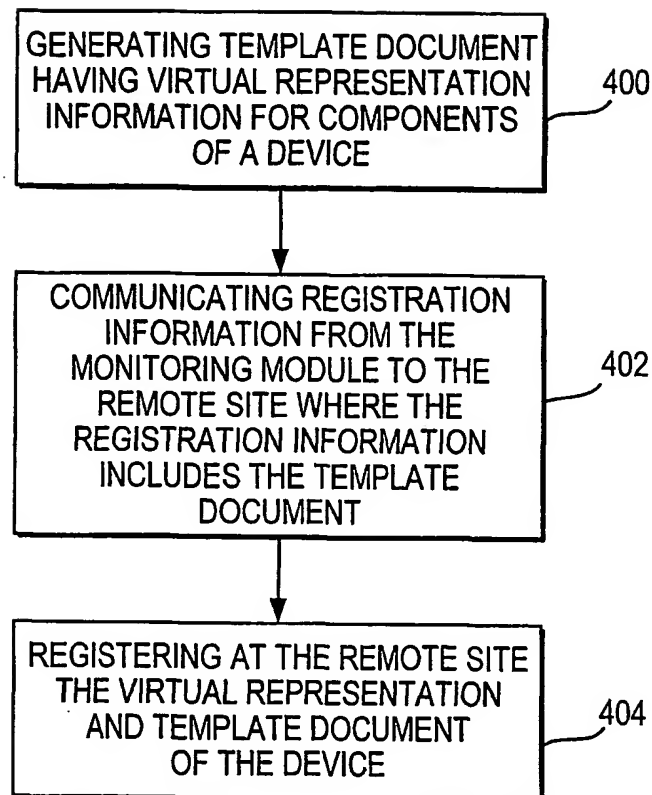 GENERATING TEMPLATE DOCUMENT
HAVING VIRTUAL REPRESENTATION
INFORMATION FOR COMPONENTS
OF A DEVICE
400
COMMUNICATING REGISTRATION
INFORMATION FROM THE
MONITORING MODULE TO THE
REMOTE SITE WHERE THE
REGISTRATION INFORMATION
INCLUDES THE TEMPLATE
DOCUMENT
402
REGISTERING AT THE REMOTE SITE
THE VIRTUAL REPRESENTATION
AND TEMPLATE DOCUMENT
OF THE DEVICE
404